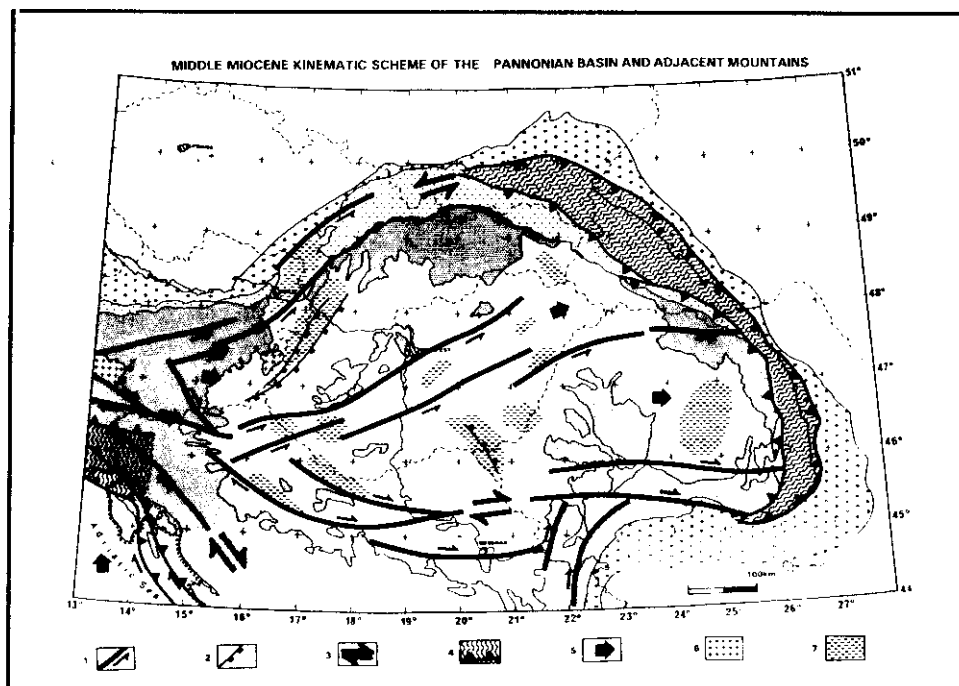 MIDDLE MIOCENE KINEMATIC SCHEME OF THE PANNONIAN BASIN AND ADJACENT MOUNTAINS
51°
50°
49°
48°
47°
46°
45°
44
Adriatic Sea
100km
13° 14° 15° 16° 17° 18° 19° 20° 21° 22° 23° 24° 25° 26° 27°
1 2 3 4 5 6 7